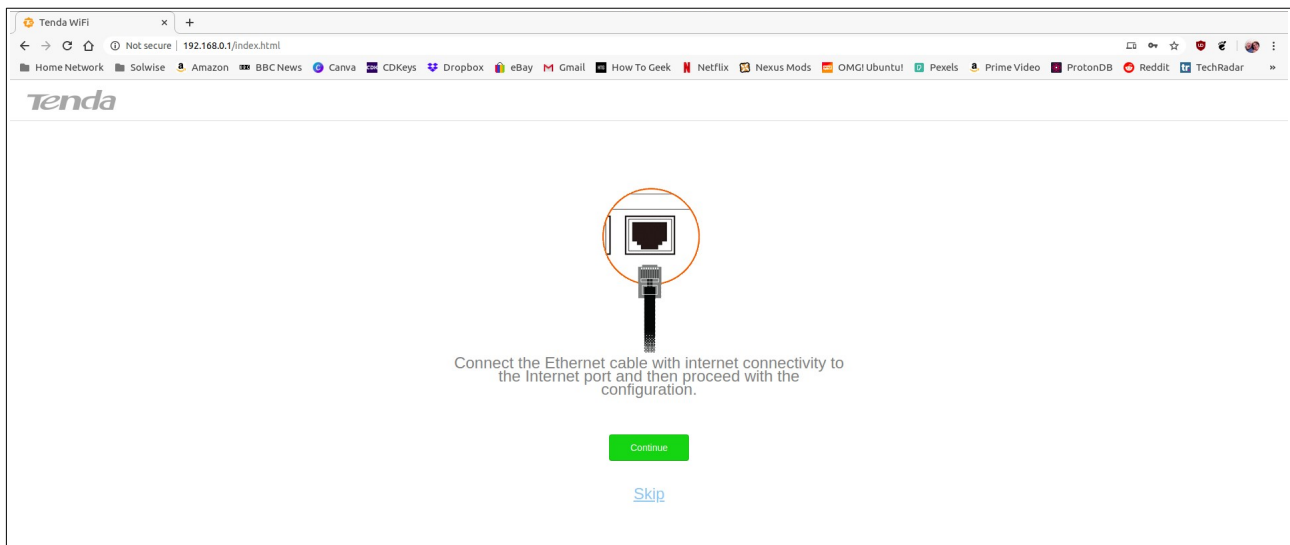 Tenda WiFi
Not secure | 192.168.0.1/index.html
Home Network Solwise Amazon BBC News Canva CDKeys Dropbox eBay Gmail How To Geek Netflix Nexus Mods OMG! Ubuntu! Pexels Prime Video ProtonDB Reddit TechRadar »
Tenda
Connect the Ethernet cable with internet connectivity to
the Internet port and then proceed with the
configuration.
Continue
Skip